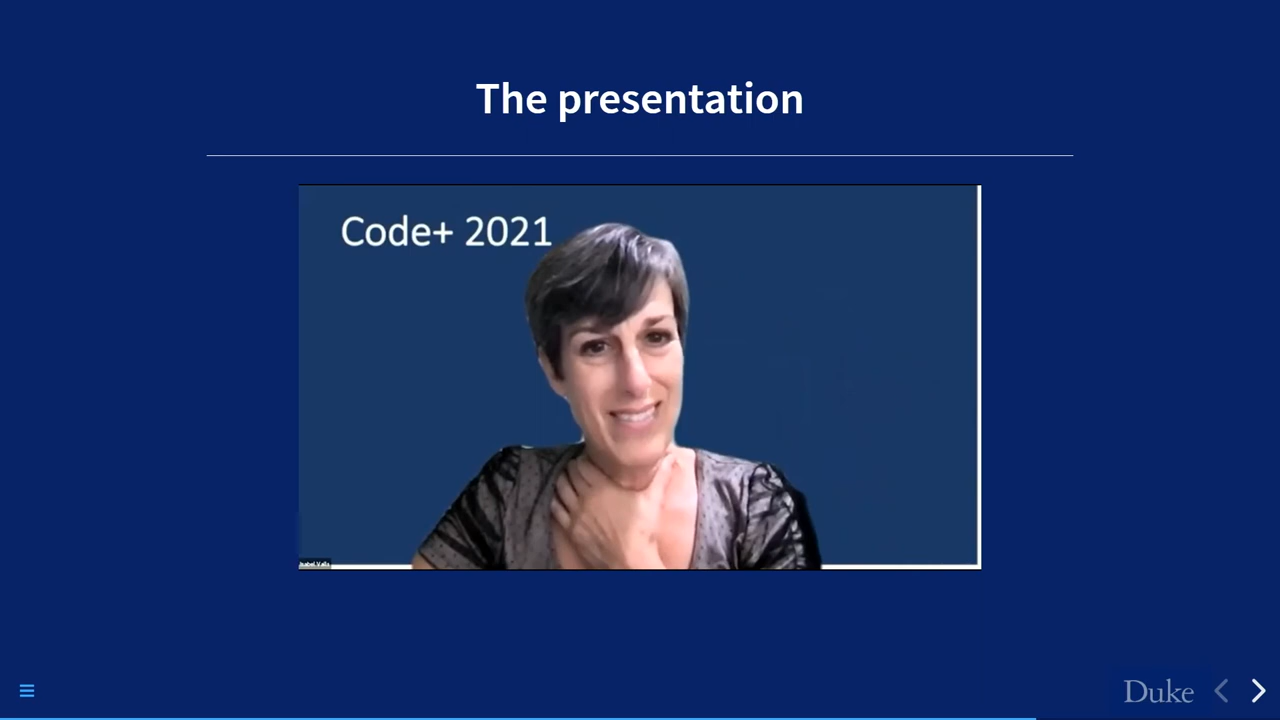 The presentation
Code+ 2021
Isabel Valls
Duke